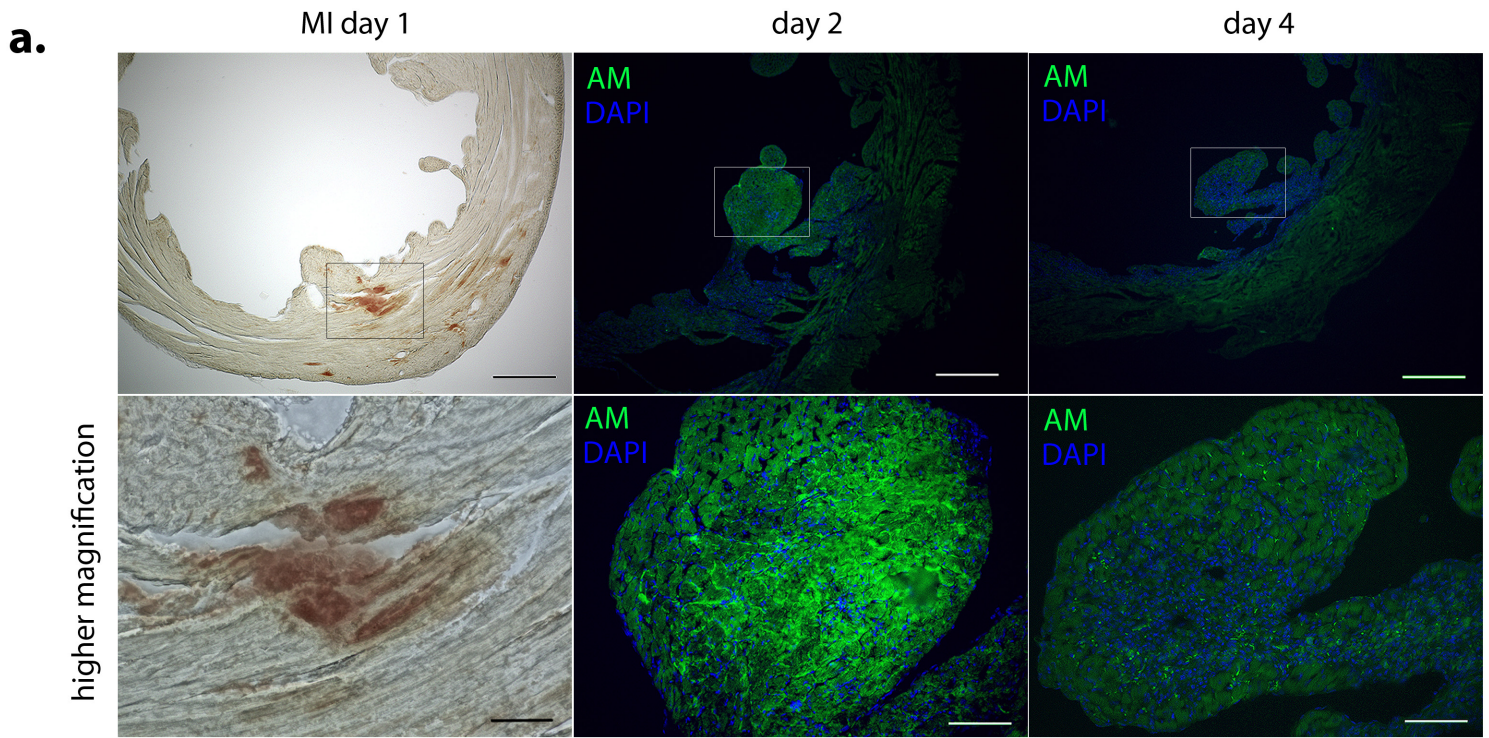 a.
MI day 1
day 2
day 4
AM
DAPI
AM
DAPI
higher magnification
AM
DAPI
AM
DAPI